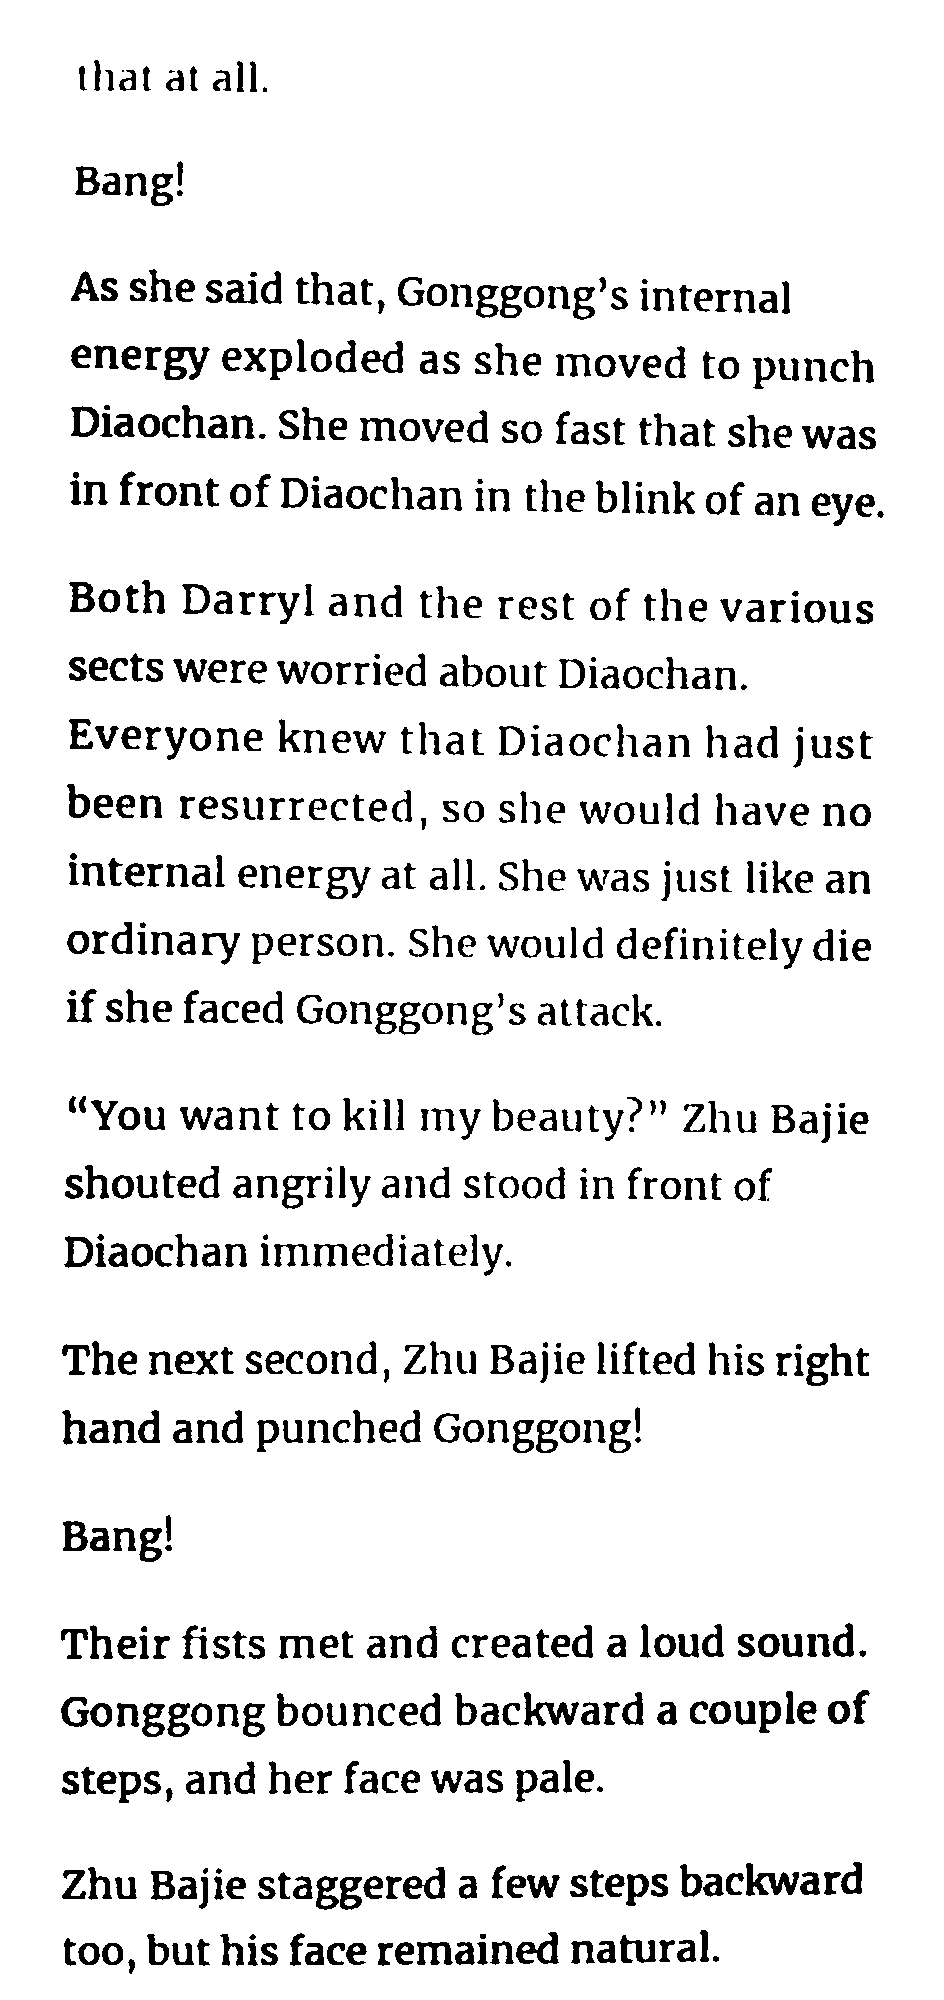 that at all.
Bang!
As she said that, Gonggong's internal
energy exploded as she moved to punch
Diaochan. She moved so fast that she was
in front of Diaochan in the blink of an eye.
Both Darryl and the rest of the various
sects were worried about Diaochan.
Everyone knew that Diaochan had just
been resurrected, so she would have no
internal energy at all. She was just like an
ordinary person. She would definitely die
if she faced Gonggong's attack.
“You want to kill my beauty?” Zhu Bajie
shouted angrily and stood in front of
Diaochan immediately.
The next second, Zhu Bajie lifted his right
hand and punched Gonggong!
Bang!
Their fists met and created a loud sound.
Gonggong bounced backward a couple of
steps, and her face was pale.
Zhu Bajie staggered a few steps backward
too, but his face remained natural.